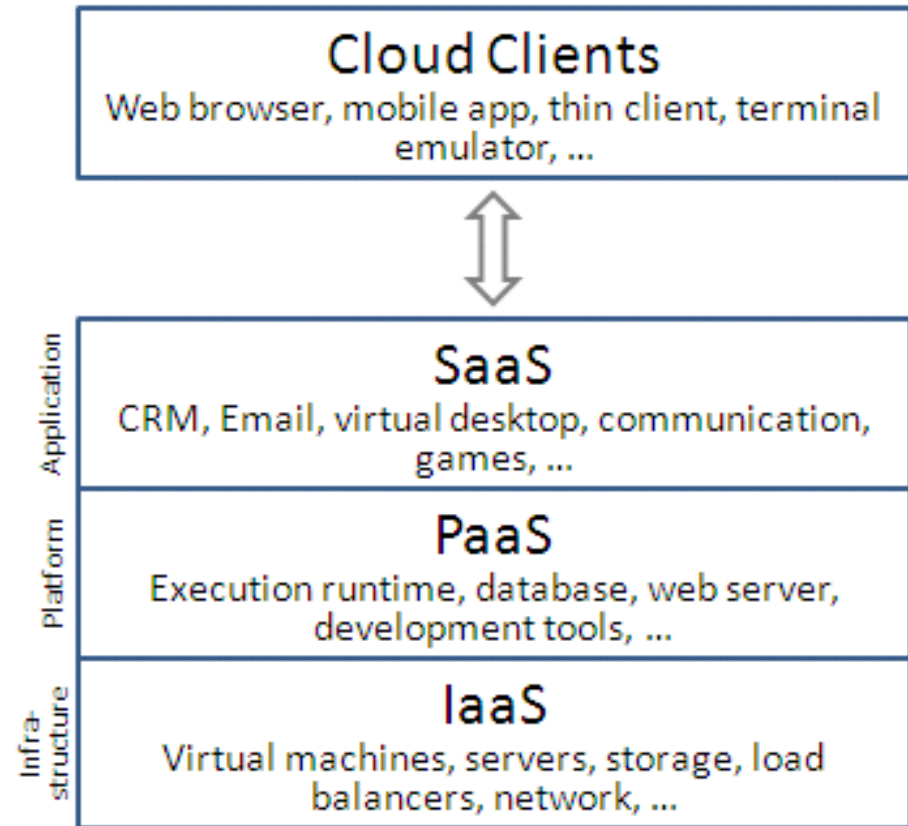 Cloud Clients
Web browser, mobile app, thin client, terminal
emulator, ...
Application
SaaS
CRM, Email, virtual desktop, communication,
games, ...
Platform
PaaS
Execution runtime, database, web server,
development tools, ...
Infra-
structure
IaaS
Virtual machines, servers, storage, load
balancers, network, ...